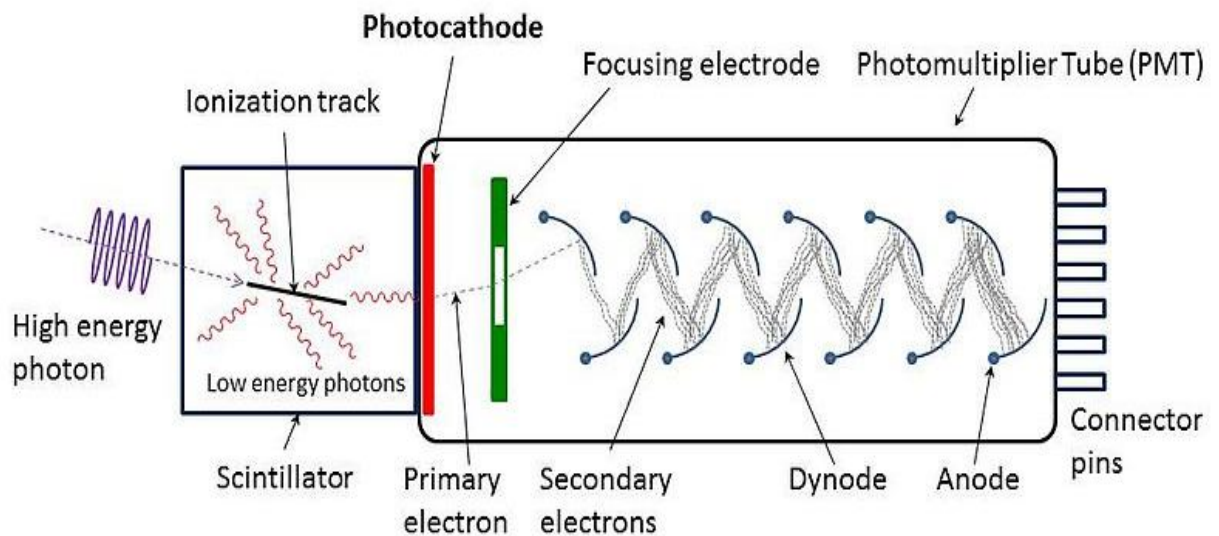 Photocathode
Focusing electrode
Photomultiplier Tube (PMT)
Ionization track
High energy
photon
Low energy photons
Scintillator
Primary
electron
Secondary
electrons
Dynode
Anode
Connector
pins